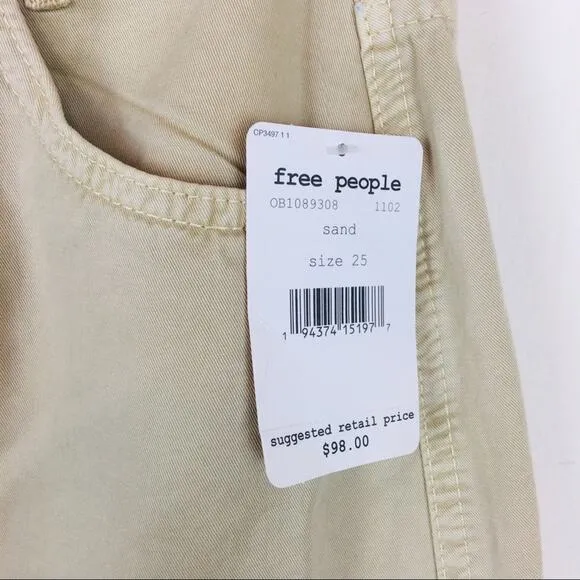 CP3497 1 1
free people
OB1089308 1102
sand
size 25
1 94374 15197 7
suggested retail price
$98.00